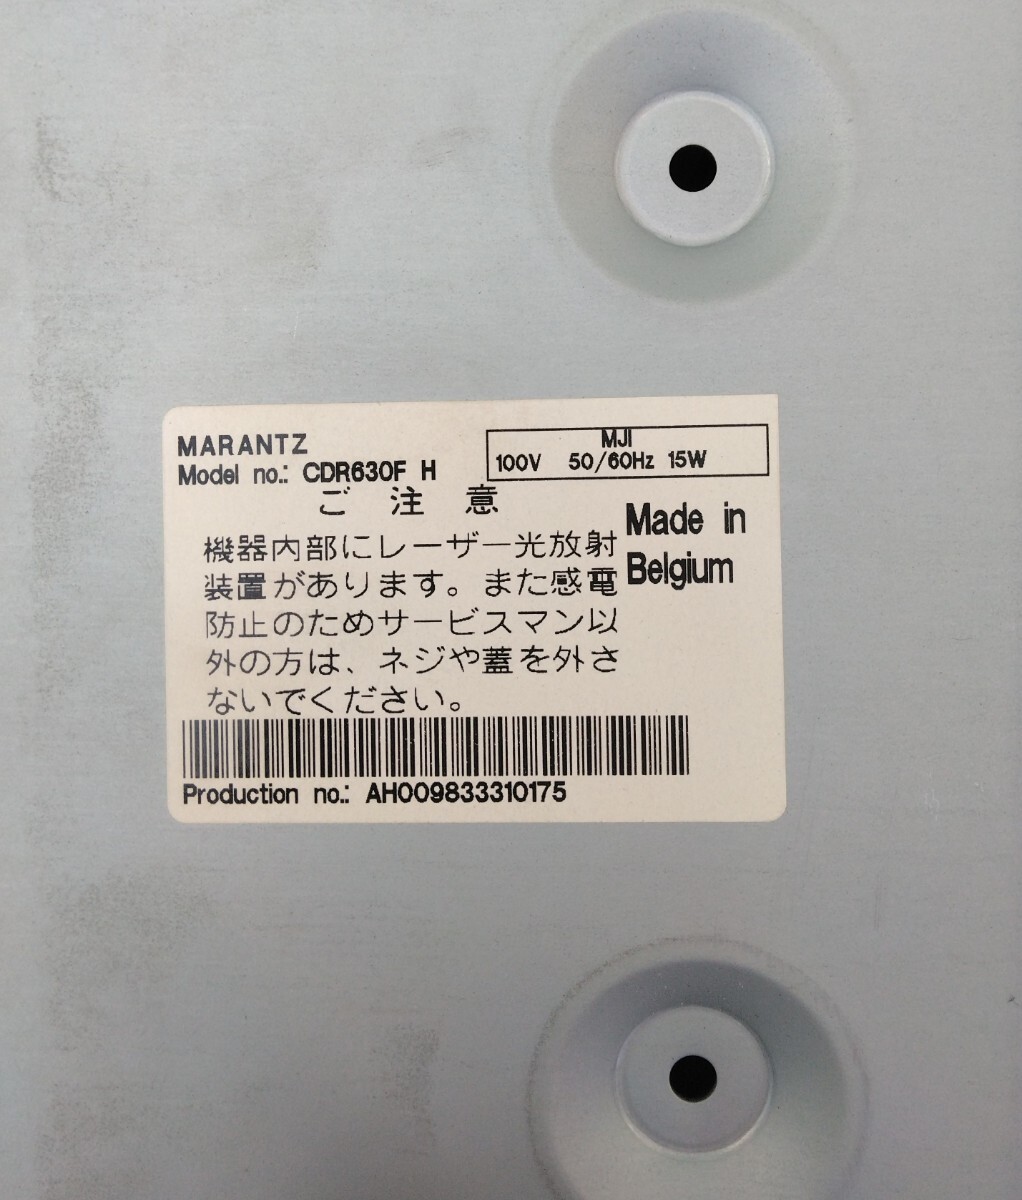 MARANTZ
Model no.: CDR630F H
MJI
100V 50/60Hz 15W
ご 注 意
機器内部にレーザー光放射
装置があります。また感電
防止のためサービスマン以
外の方は、ネジや蓋を外さ
ないでください。
Made in
Belgium
Production no.: AH009833310175